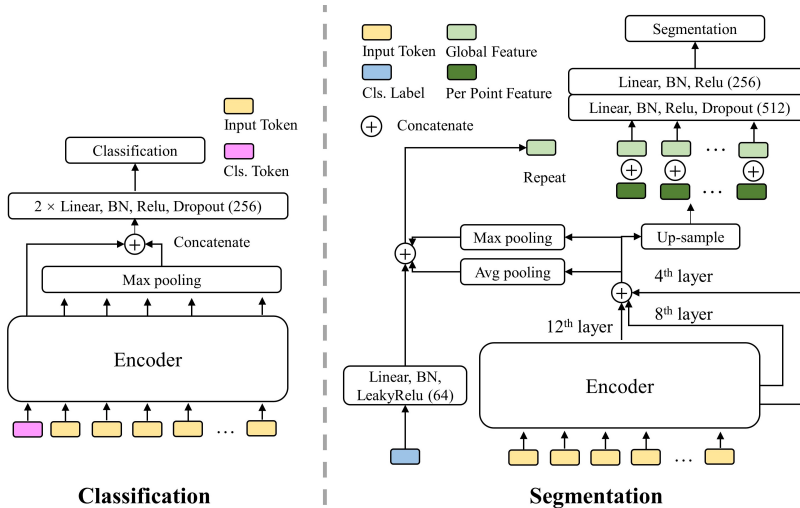 Input Token
Cls. Token
Classification
2 × Linear, BN, Relu, Dropout (256)
Concatenate
Max pooling
Encoder
...
Classification
Input Token
Global Feature
Cls. Label
Per Point Feature
Concatenate
Segmentation
Linear, BN, Relu (256)
Linear, BN, Relu, Dropout (512)
...
...
Repeat
Max pooling
Up-sample
Avg pooling
4th layer
8th layer
12th layer
Linear, BN,
LeakyRelu (64)
Encoder
...
Segmentation